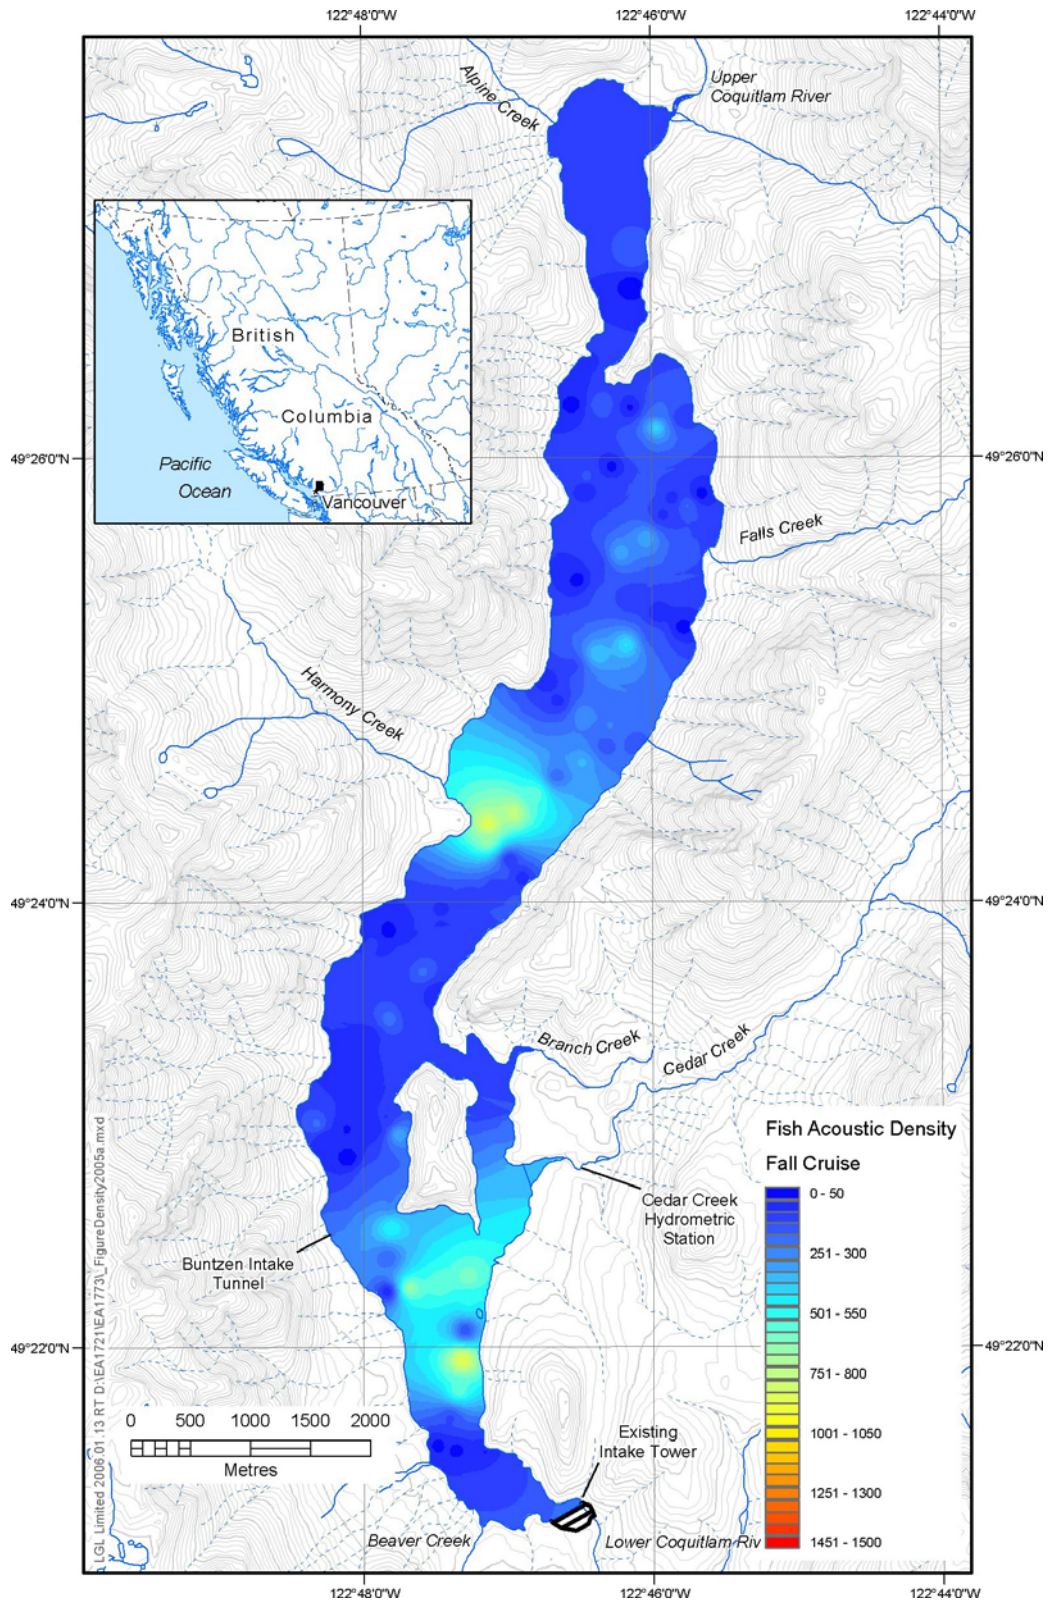 122°48'0"W
122°46'0"W
122°44'0"W
Alpine Creek
Upper
Coquitlam River
British
Columbia
Pacific
Ocean
Vancouver
49°26'0"N
49°26'0"N
Falls Creek
Harmony Creek
49°24'0"N
49°24'0"N
Branch Creek
Cedar Creek
Fish Acoustic Density
Fall Cruise
0 - 50
251 - 300
501 - 550
751 - 800
1001 - 1050
1251 - 1300
1451 - 1500
Cedar Creek
Hydrometric
Station
Buntzen Intake
Tunnel
49°22'0"N
49°22'0"N
0 500 1000 1500 2000
Metres
Existing
Intake Tower
Beaver Creek
Lower Coquitlam Riv
LGL Limited 2006.01.13 RT D:\EA1721\EA1773\_FigureDensity2005a.mxd
122°48'0"W
122°46'0"W
122°44'0"W